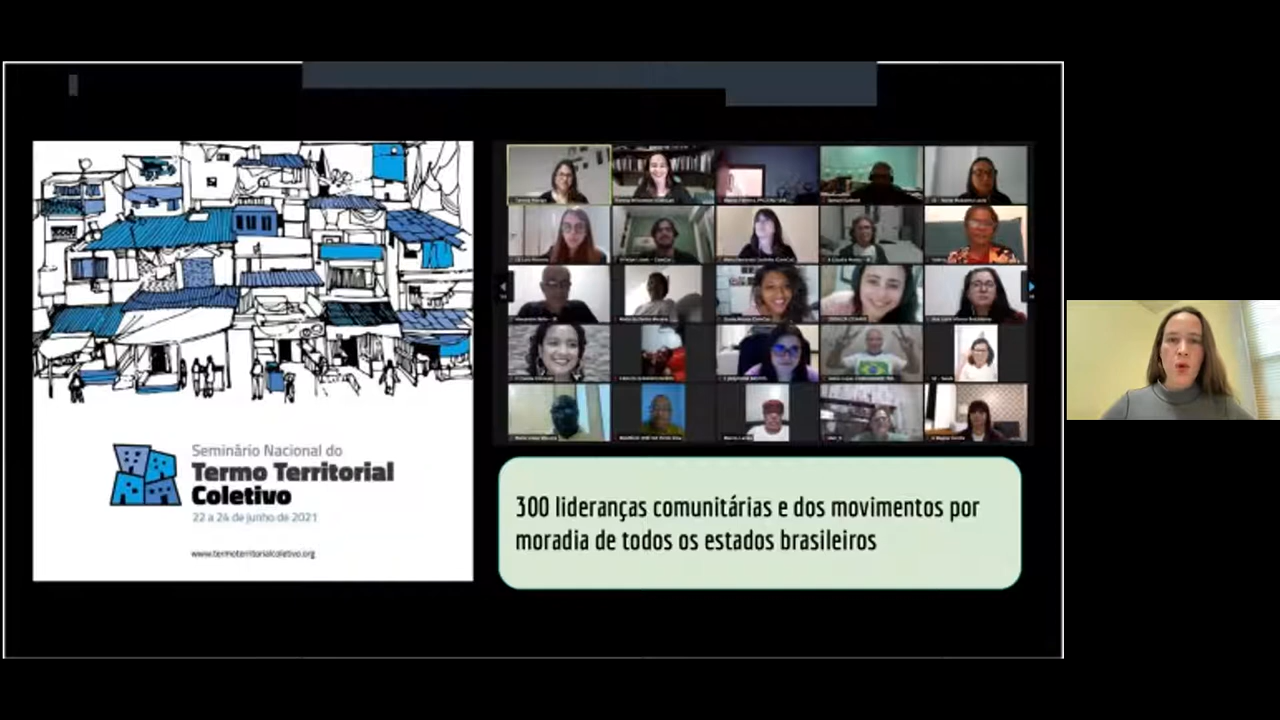 Seminário Nacional do
Termo Territorial
Coletivo
22 a 24 de junho de 2021
www.termoterritorialcoletivo.org
300 lideranças comunitárias e dos movimentos por
moradia de todos os estados brasileiros